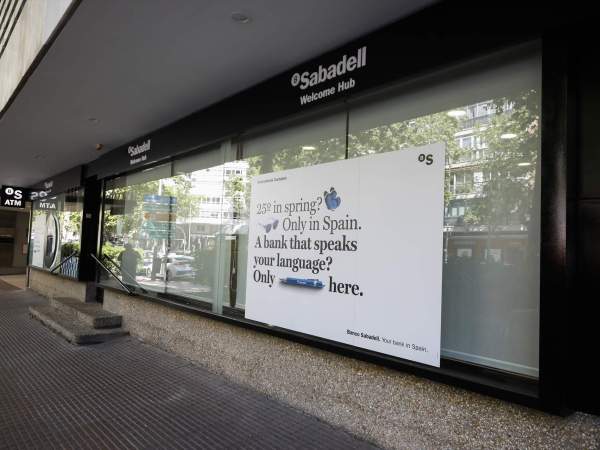 Sabadell
Welcome Hub
Sabadell
Welcome Hub
S
ATM
S
25º in spring?
Only in Spain.
A bank that speaks
your language?
Only here.
Banco Sabadell. Your bank in Spain.